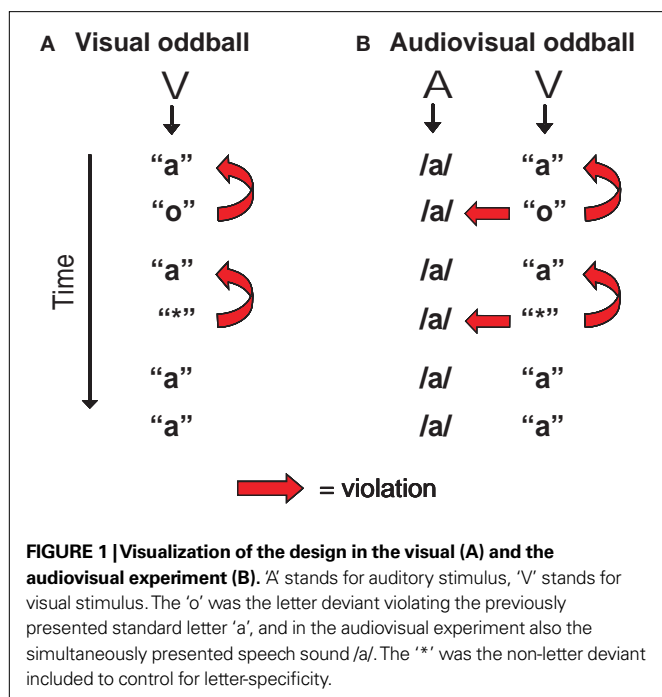 A Visual oddball
B Audiovisual oddball
V
A V
Time
“a” /a/ “a”
“o” /a/ “o”
“a” /a/ “a”
“*” /a/ “*”
“a” /a/ “a”
“a” /a/ “a”
= violation
FIGURE 1 | Visualization of the design in the visual (A) and the
audiovisual experiment (B). ‘A’ stands for auditory stimulus, ‘V’ stands for
visual stimulus. The ‘o’ was the letter deviant violating the previously
presented standard letter ‘a’, and in the audiovisual experiment also the
simultaneously presented speech sound /a/. The ‘*’ was the non-letter deviant
included to control for letter-specificity.